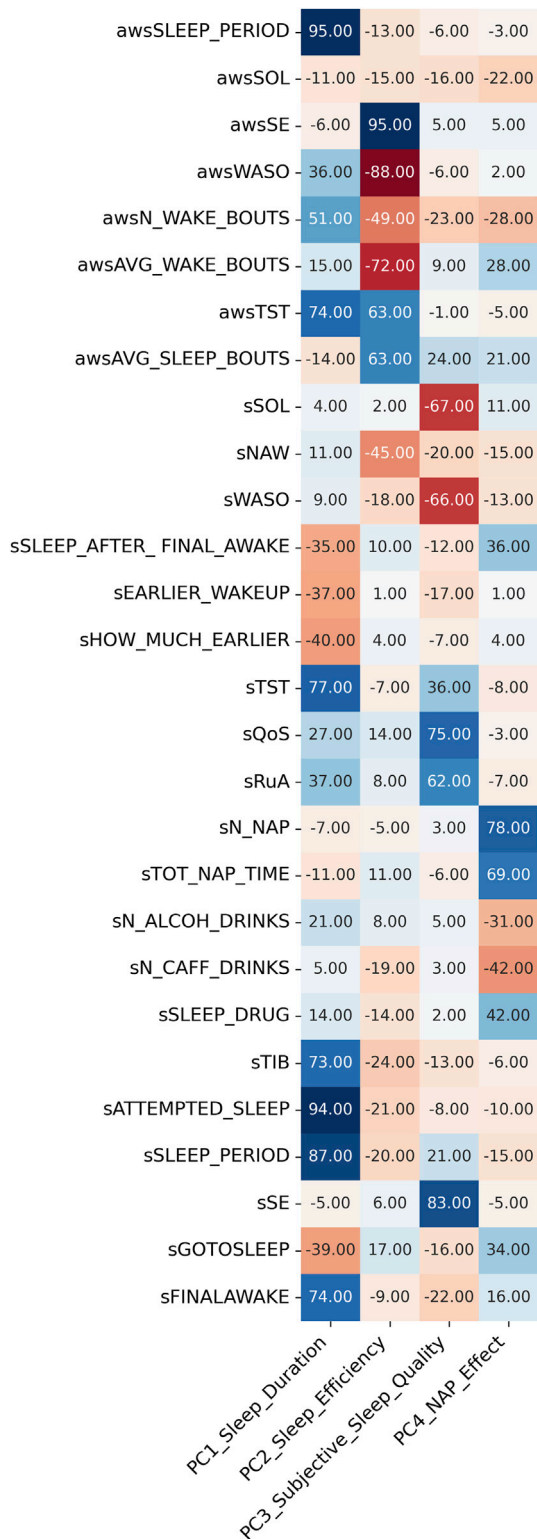 awsSLEEP_PERIOD 95.00 -13.00 -6.00 -3.00
awsSOL -11.00 -15.00 -16.00 -22.00
awsSE -6.00 95.00 5.00 5.00
awsWASO 36.00 -88.00 -6.00 2.00
awsN_WAKE_BOUTS 51.00 -49.00 -23.00 -28.00
awsAVG_WAKE_BOUTS 15.00 -72.00 9.00 28.00
awsTST 74.00 63.00 -1.00 -5.00
awsAVG_SLEEP_BOUTS -14.00 63.00 24.00 21.00
sSOL 4.00 2.00 -67.00 11.00
sNAW 11.00 -45.00 -20.00 -15.00
sWASO 9.00 -18.00 -66.00 -13.00
sSLEEP_AFTER_ FINAL_AWAKE -35.00 10.00 -12.00 36.00
sEARLIER_WAKEUP -37.00 1.00 -17.00 1.00
sHOW_MUCH_EARLIER -40.00 4.00 -7.00 4.00
sTST 77.00 -7.00 36.00 -8.00
sQoS 27.00 14.00 75.00 -3.00
sRuA 37.00 8.00 62.00 -7.00
sN_NAP -7.00 -5.00 3.00 78.00
sTOT_NAP_TIME -11.00 11.00 -6.00 69.00
sN_ALCOH_DRINKS 21.00 8.00 5.00 -31.00
sN_CAFF_DRINKS 5.00 -19.00 3.00 -42.00
sSLEEP_DRUG 14.00 -14.00 2.00 42.00
sTIB 73.00 -24.00 -13.00 -6.00
sATTEMPTED_SLEEP 94.00 -21.00 -8.00 -10.00
sSLEEP_PERIOD 87.00 -20.00 21.00 -15.00
sSE -5.00 6.00 83.00 -5.00
sGOTOSLEEP -39.00 17.00 -16.00 34.00
sFINALAWAKE 74.00 -9.00 -22.00 16.00
PC1_Sleep_Duration
PC2_Sleep_Efficiency
PC3_Subjective_Sleep_Quality
PC4_NAP_Effect